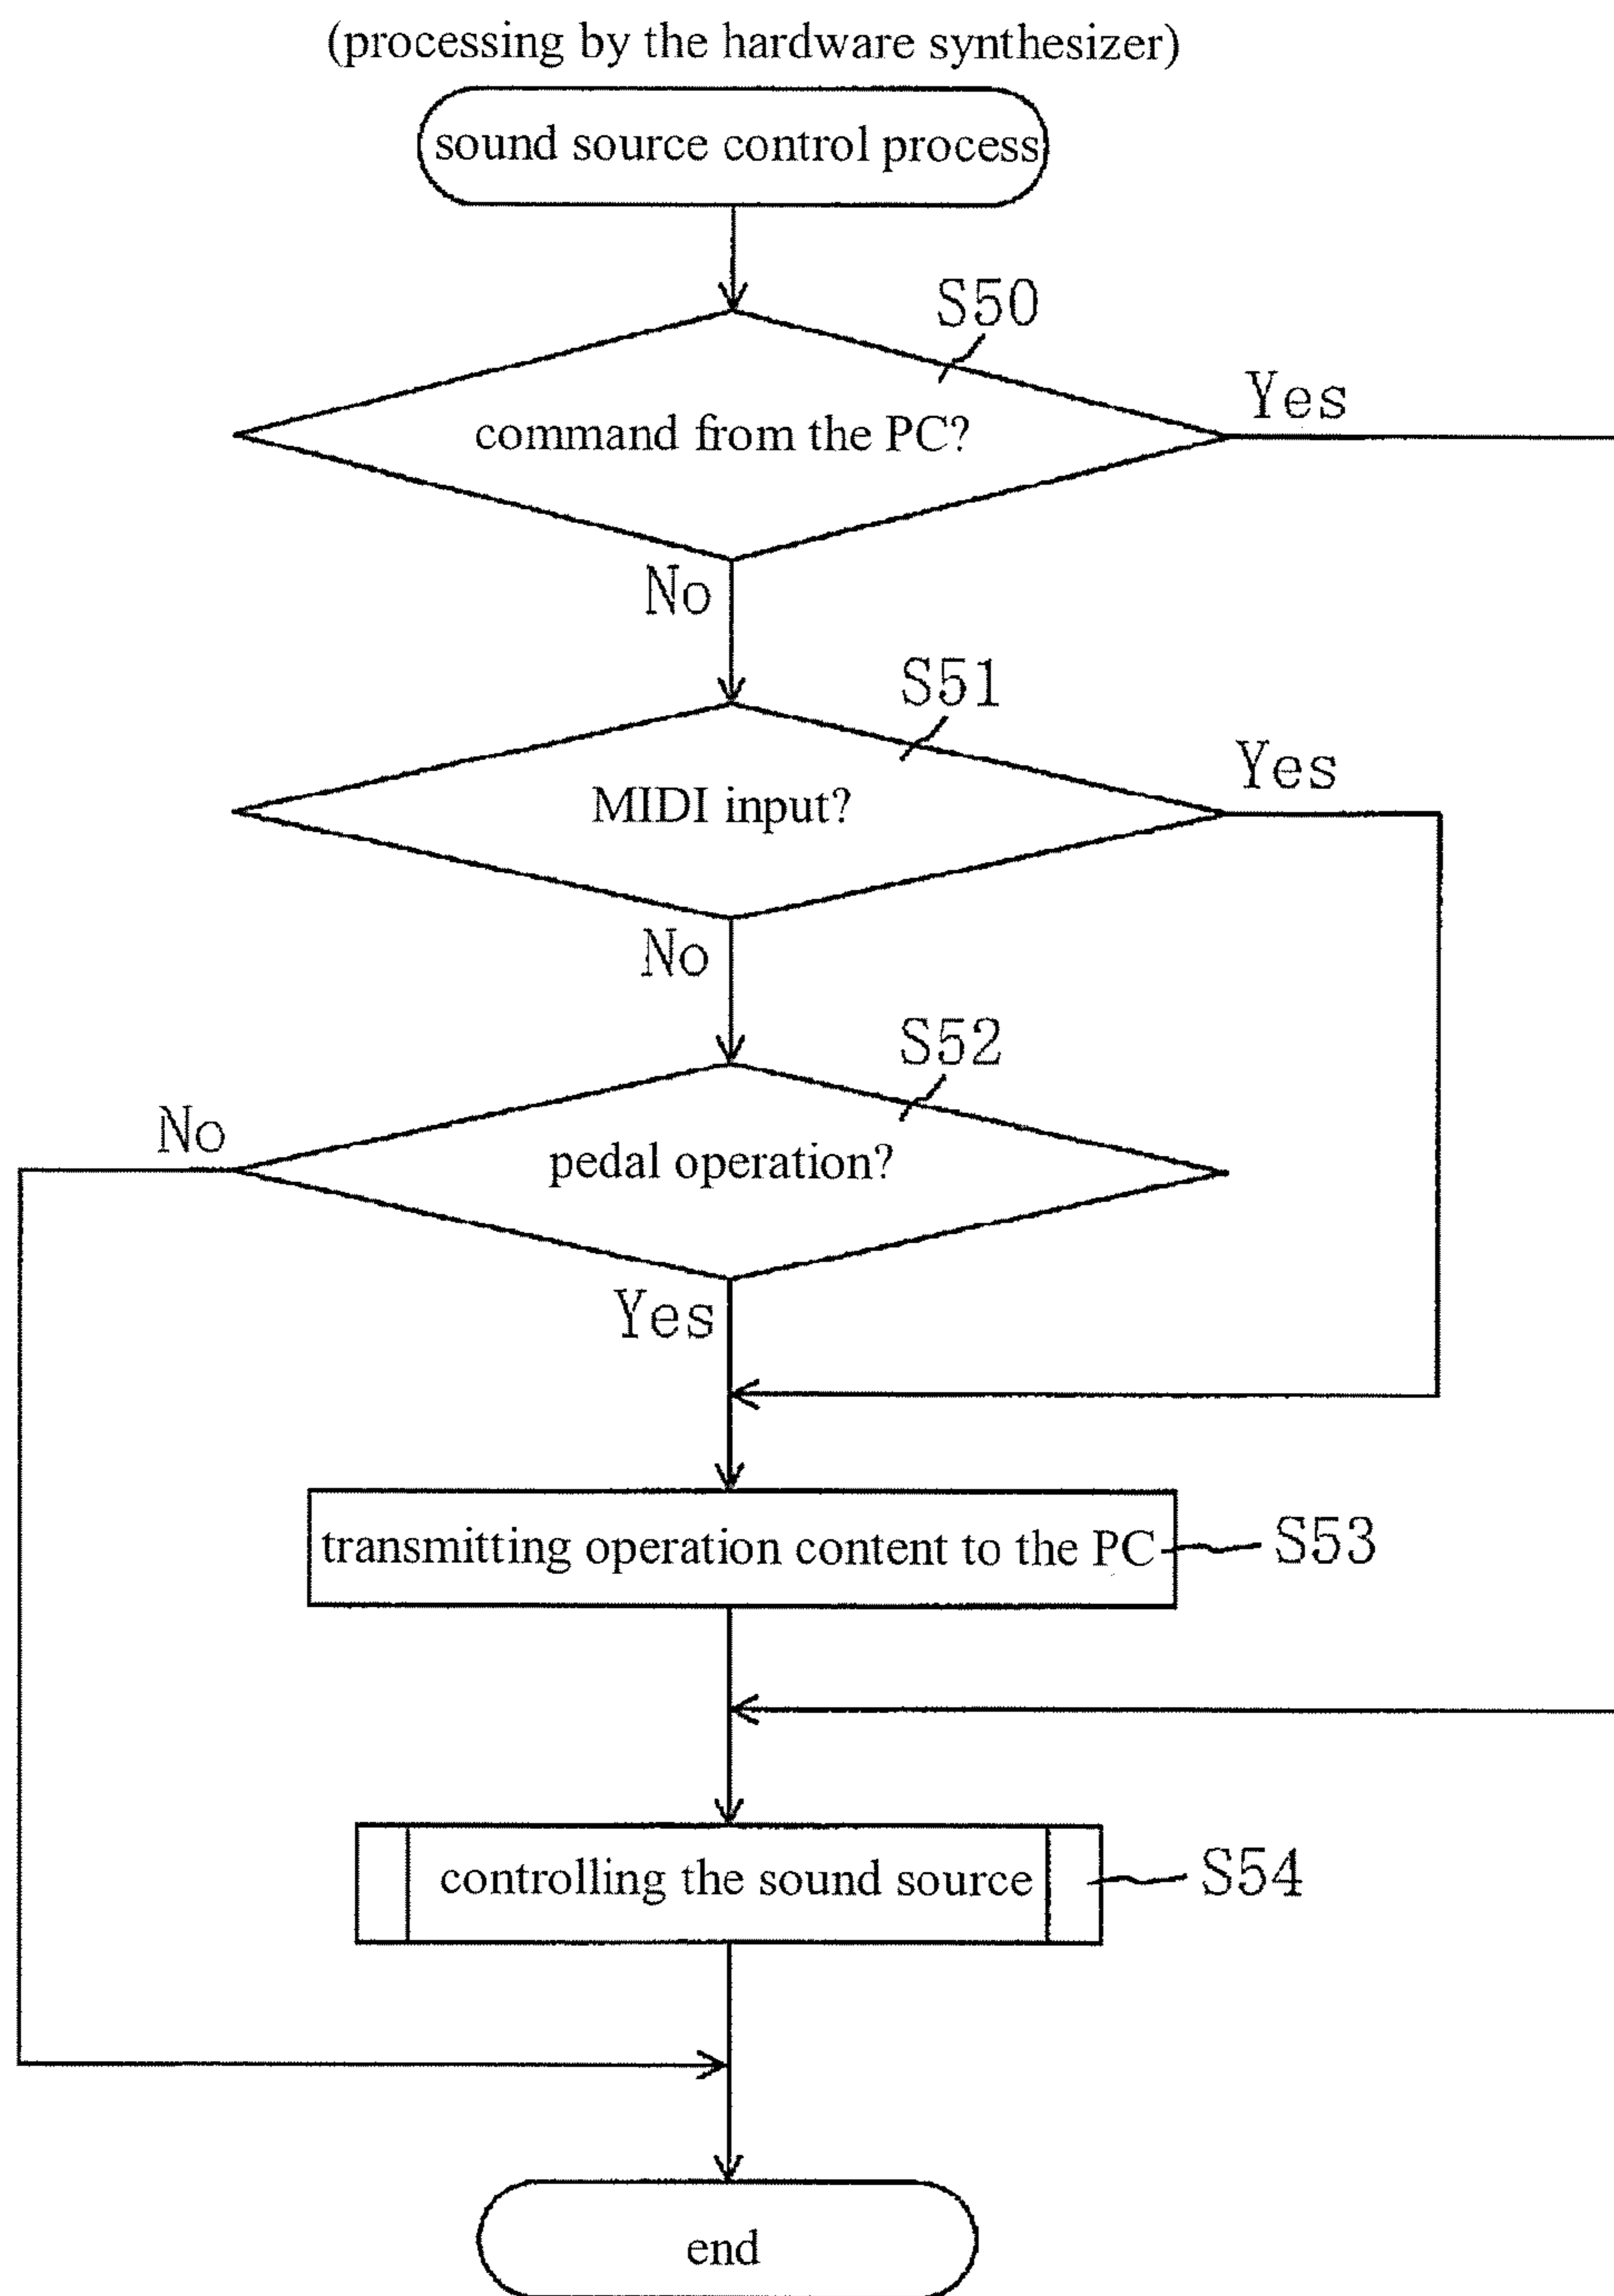 (processing by the hardware synthesizer)
sound source control process
S50
command from the PC?
Yes
No
S51
MIDI input?
Yes
No
S52
No
pedal operation?
Yes
transmitting operation content to the PC
S53
controlling the sound source
S54
end